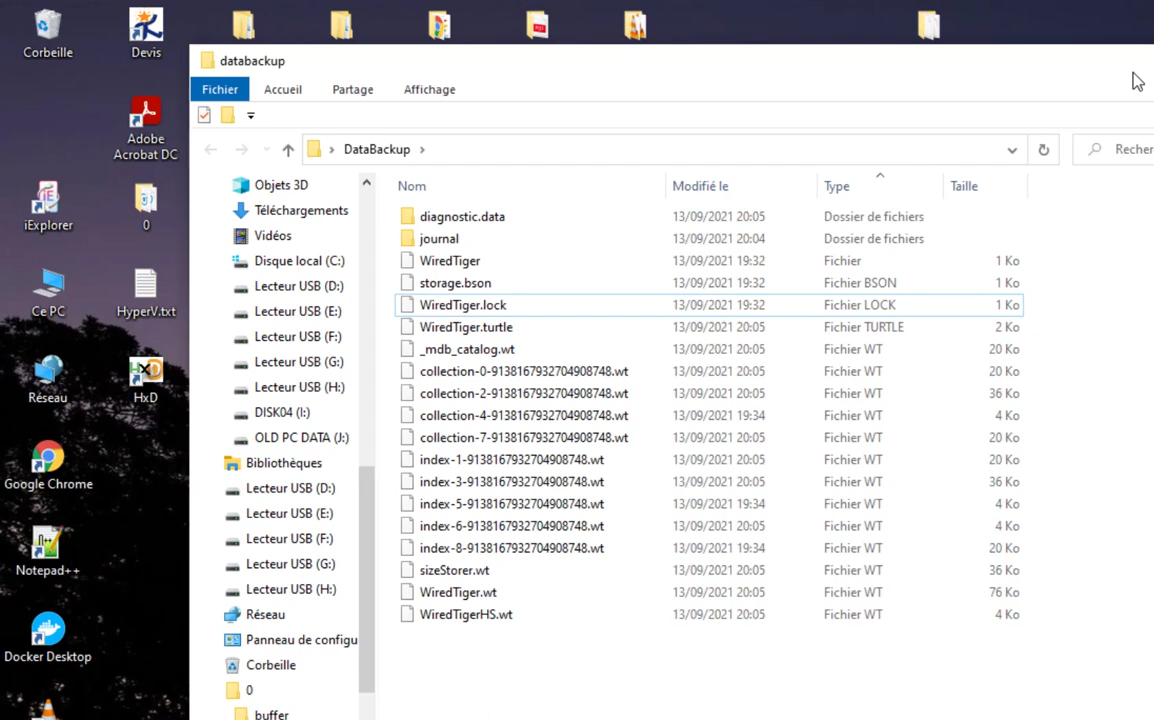 Corbeille
Devis
Adobe
Acrobat DC
iExplorer
0
Ce PC
HyperV.txt
Réseau
HxD
Google Chrome
Notepad++
Docker Desktop
databackup
Fichier Accueil Partage Affichage
DataBackup
Recher
Objets 3D
Téléchargements
Vidéos
Disque local (C:)
Lecteur USB (D:)
Lecteur USB (E:)
Lecteur USB (F:)
Lecteur USB (G:)
Lecteur USB (H:)
DISK04 (I:)
OLD PC DATA (J:)
Bibliothèques
Lecteur USB (D:)
Lecteur USB (E:)
Lecteur USB (F:)
Lecteur USB (G:)
Lecteur USB (H:)
Réseau
Panneau de configu
Corbeille
0
buffer
Nom Modifié le Type Taille
diagnostic.data 13/09/2021 20:05 Dossier de fichiers
journal 13/09/2021 20:04 Dossier de fichiers
WiredTiger 13/09/2021 19:32 Fichier 1 Ko
storage.bson 13/09/2021 19:32 Fichier BSON 1 Ko
WiredTiger.lock 13/09/2021 19:32 Fichier LOCK 1 Ko
WiredTiger.turtle 13/09/2021 20:05 Fichier TURTLE 2 Ko
_mdb_catalog.wt 13/09/2021 20:05 Fichier WT 20 Ko
collection-0-9138167932704908748.wt 13/09/2021 20:05 Fichier WT 20 Ko
collection-2-9138167932704908748.wt 13/09/2021 20:05 Fichier WT 36 Ko
collection-4-9138167932704908748.wt 13/09/2021 19:34 Fichier WT 4 Ko
collection-7-9138167932704908748.wt 13/09/2021 20:05 Fichier WT 20 Ko
index-1-9138167932704908748.wt 13/09/2021 20:05 Fichier WT 20 Ko
index-3-9138167932704908748.wt 13/09/2021 20:05 Fichier WT 36 Ko
index-5-9138167932704908748.wt 13/09/2021 19:34 Fichier WT 4 Ko
index-6-9138167932704908748.wt 13/09/2021 20:05 Fichier WT 4 Ko
index-8-9138167932704908748.wt 13/09/2021 19:34 Fichier WT 20 Ko
sizeStorer.wt 13/09/2021 20:05 Fichier WT 36 Ko
WiredTiger.wt 13/09/2021 20:05 Fichier WT 76 Ko
WiredTigerHS.wt 13/09/2021 20:05 Fichier WT 4 Ko